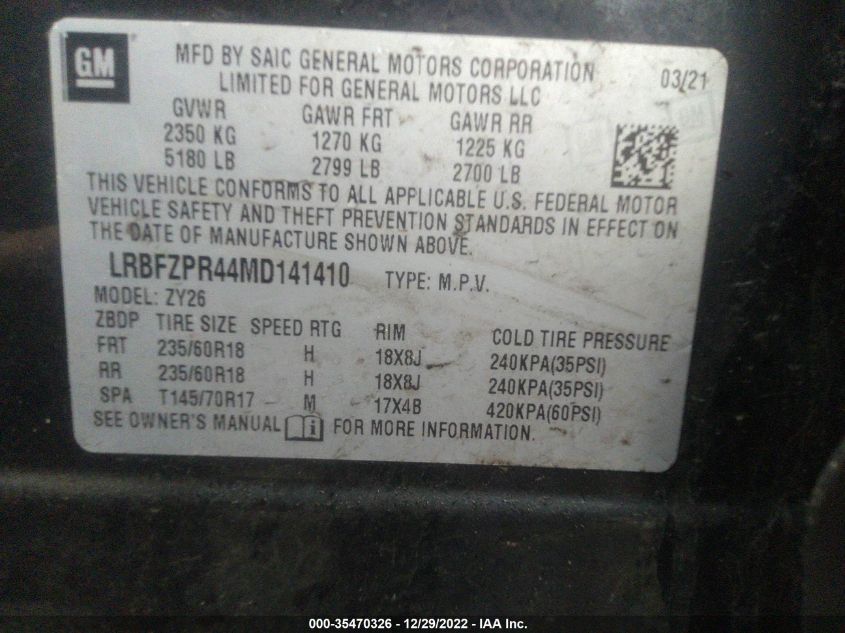 GM
MFD BY SAIC GENERAL MOTORS CORPORATION
LIMITED FOR GENERAL MOTORS LLC
03/21
GVWR GAWR FRT GAWR RR
2350 KG 1270 KG 1225 KG
5180 LB 2799 LB 2700 LB
THIS VEHICLE CONFORMS TO ALL APPLICABLE U.S. FEDERAL MOTOR
VEHICLE SAFETY AND THEFT PREVENTION STANDARDS IN EFFECT ON
THE DATE OF MANUFACTURE SHOWN ABOVE.
LRBFZPR44MD141410 TYPE: M.P.V.
MODEL: ZY26
ZBDP TIRE SIZE SPEED RTG RIM COLD TIRE PRESSURE
FRT 235/60R18 H 18X8J 240KPA(35PSI)
RR 235/60R18 H 18X8J 240KPA(35PSI)
SPA T145/70R17 M 17X4B 420KPA(60PSI)
SEE OWNER'S MANUAL i FOR MORE INFORMATION.
000-35470326 - 12/29/2022 - IAA Inc.